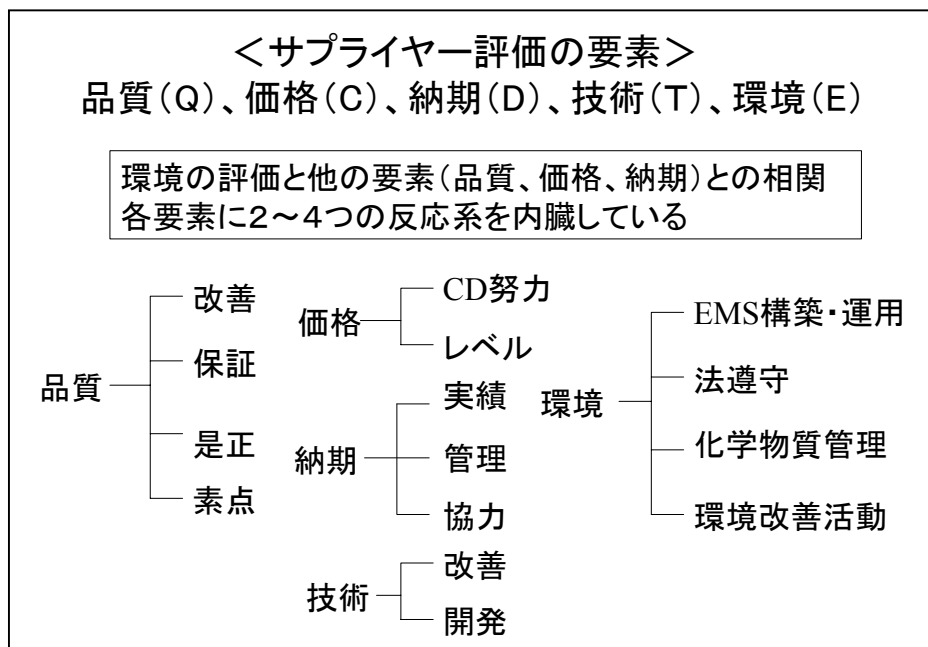 ＜サプライヤー評価の要素＞
品質（Q）、価格（C）、納期（D）、技術（T）、環境（E）
環境の評価と他の要素（品質、価格、納期）との相関
各要素に２～４つの反応系を内臓している
品質
改善
保証
是正
素点
価格
CD努力
レベル
納期
実績
管理
協力
技術
改善
開発
環境
EMS構築・運用
法遵守
化学物質管理
環境改善活動